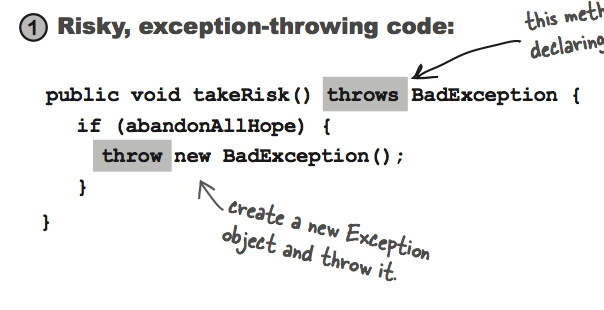 1 Risky, exception-throwing code:
this
declaring
public void takeRisk() throws BadException {
if (abandonAllHope) {
throw new BadException();
}
create a new Exception
object and throw it.
}